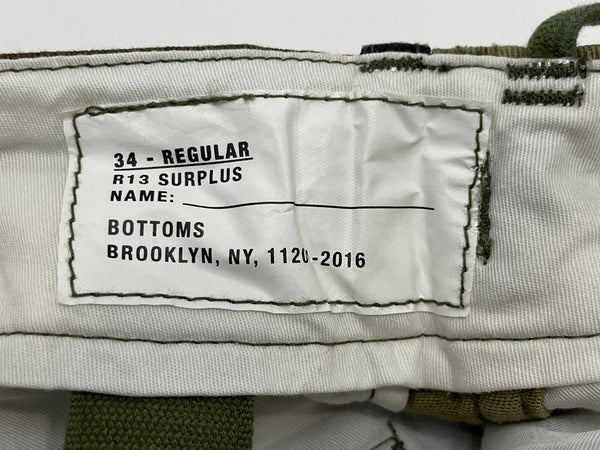 34 - REGULAR
R13 SURPLUS
NAME:
BOTTOMS
BROOKLYN, NY, 1120-2016